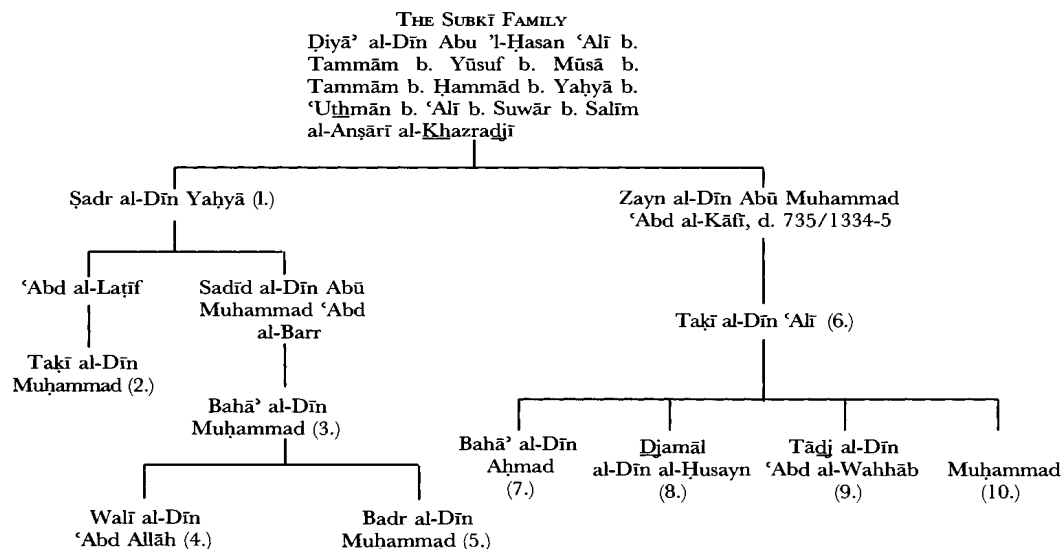 THE SUBKĪ FAMILY
Ḍiyāʾ al-Dīn Abu ʾl-Ḥasan ʿAlī b.
Tammām b. Yūsuf b. Mūsā b.
Tammām b. Ḥammād b. Yaḥyā b.
ʿUthmān b. ʿAlī b. Suwār b. Salīm
al-Anṣārī al-Khazradjī
Ṣadr al-Dīn Yaḥyā (1.)
Zayn al-Dīn Abū Muhammad
ʿAbd al-Kāfī, d. 735/1334-5
ʿAbd al-Laṭīf
Sadīd al-Dīn Abū
Muhammad ʿAbd
al-Barr
Taḳī al-Dīn ʿAlī (6.)
Taḳī al-Dīn
Muḥammad (2.)
Bahāʾ al-Dīn
Muḥammad (3.)
Bahāʾ al-Dīn
Aḥmad
(7.)
Djamāl
al-Dīn al-Ḥusayn
(8.)
Tādj al-Dīn
ʿAbd al-Wahhāb
(9.)
Muḥammad
(10.)
Walī al-Dīn
ʿAbd Allāh (4.)
Badr al-Dīn
Muḥammad (5.)